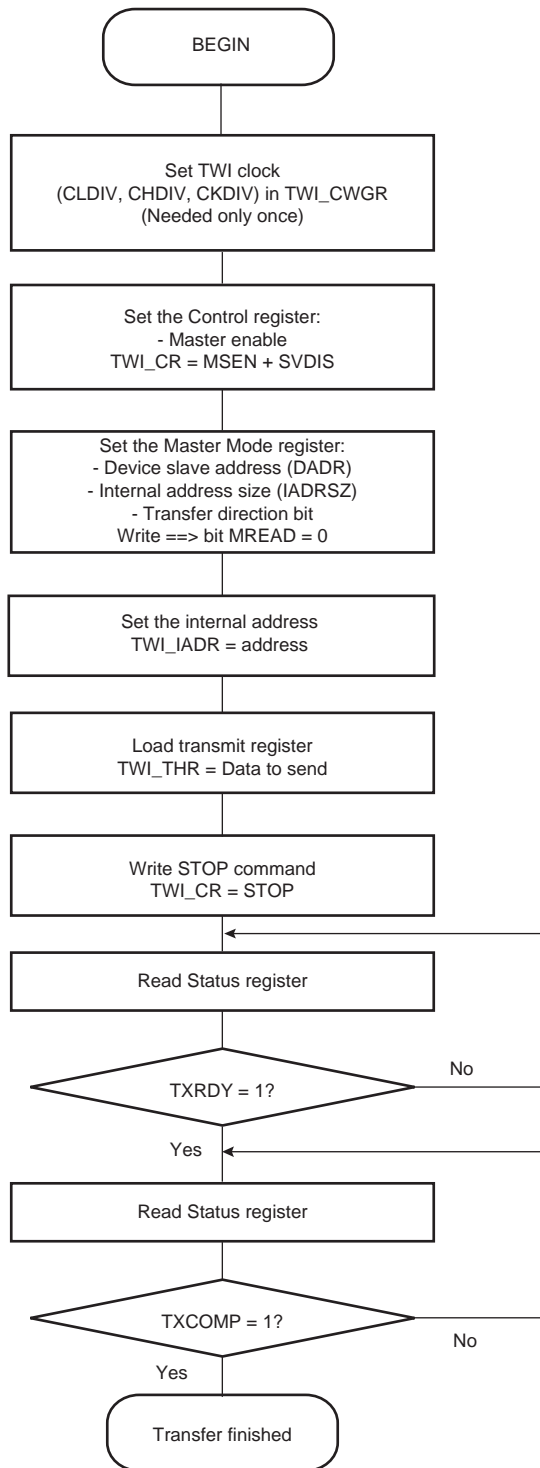 BEGIN
Set TWI clock
(CLDIV, CHDIV, CKDIV) in TWI_CWGR
(Needed only once)
Set the Control register:
- Master enable
TWI_CR = MSEN + SVDIS
Set the Master Mode register:
- Device slave address (DADR)
- Internal address size (IADRSZ)
- Transfer direction bit
Write ==> bit MREAD = 0
Set the internal address
TWI_IADR = address
Load transmit register
TWI_THR = Data to send
Write STOP command
TWI_CR = STOP
Read Status register
TXRDY = 1?
No
Yes
Read Status register
TXCOMP = 1?
No
Yes
Transfer finished